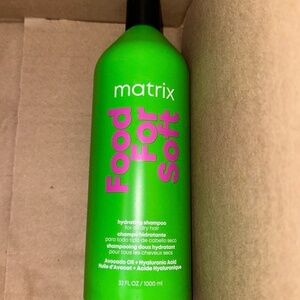 matrix
Food
For
Soft
hydrating shampoo
for all dry hair
champú hidratante
para todo tipo de cabello seco
shampooing doux hydratant
pour tous les cheveux secs
Avocado Oil + Hyaluronic Acid
Huile d'Avocat + Acide Hyaluronique
33.8 FL OZ / 1000 ml